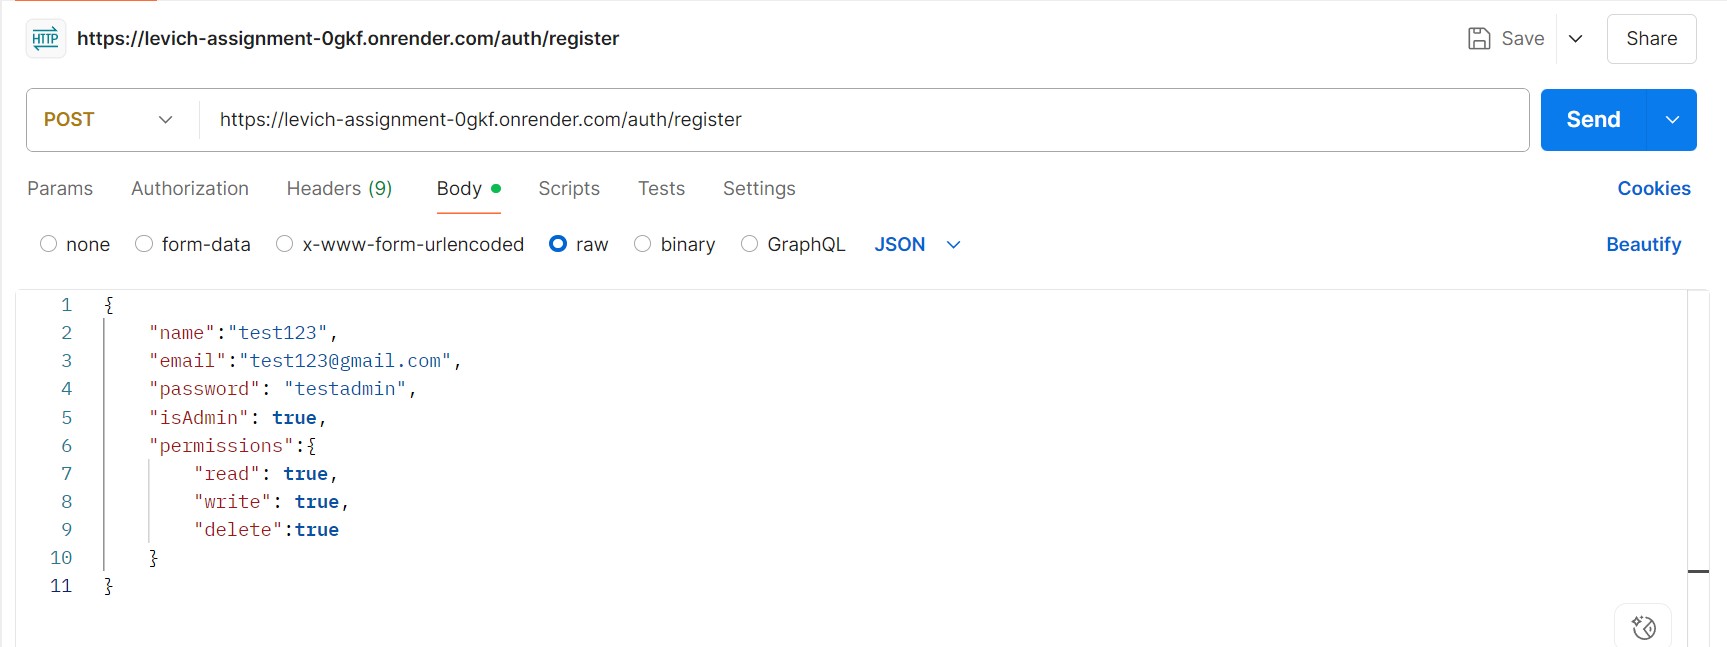 HTTP https://levich-assignment-0gkf.onrender.com/auth/register Save Share
POST https://levich-assignment-0gkf.onrender.com/auth/register Send
Params Authorization Headers (9) Body Scripts Tests Settings Cookies
none form-data x-www-form-urlencoded raw binary GraphQL JSON Beautify
1 {
2 "name":"test123",
3 "email":"test123@gmail.com",
4 "password": "testadmin",
5 "isAdmin": true,
6 "permissions":{
7 "read": true,
8 "write": true,
9 "delete":true
10 }
11 }